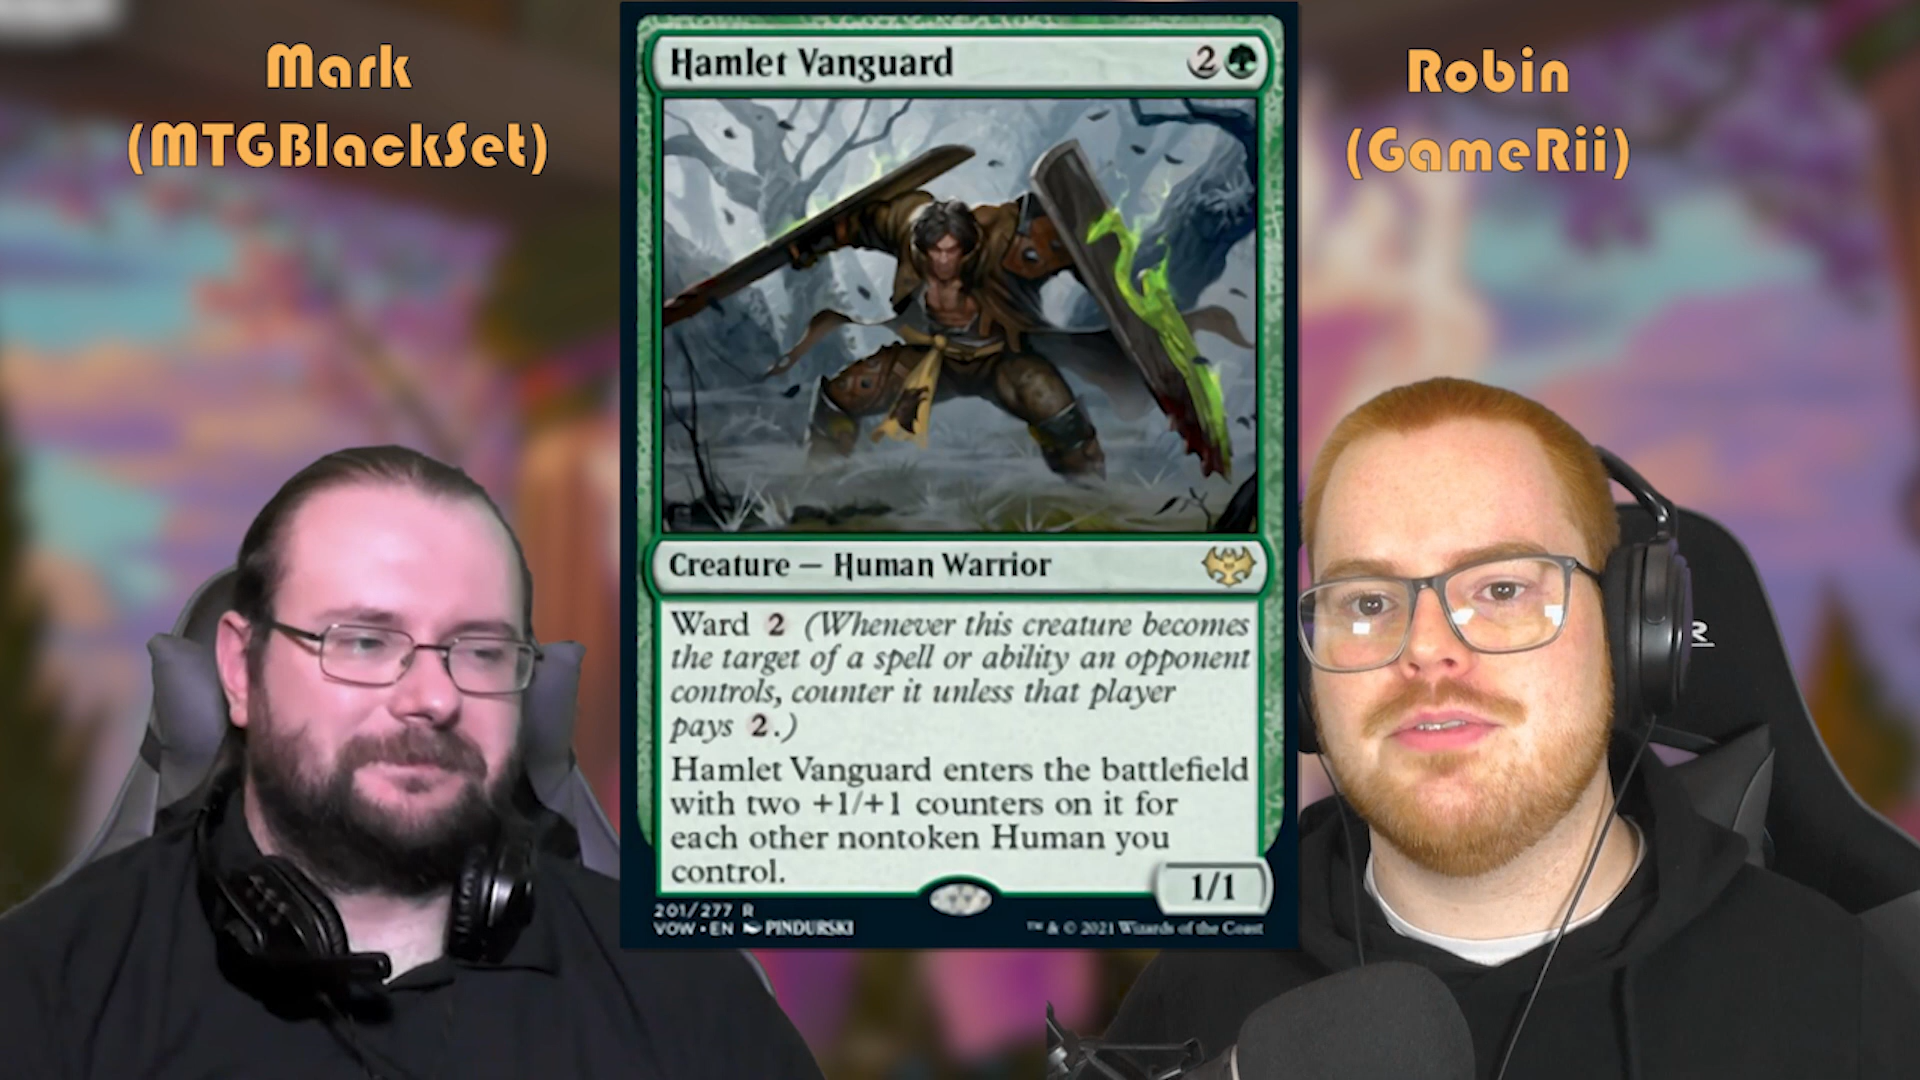 Mark
(MTGBlackSet)
Hamlet Vanguard 2
Creature — Human Warrior
Ward 2 (Whenever this creature becomes
the target of a spell or ability an opponent
controls, counter it unless that player
pays 2.)
Hamlet Vanguard enters the battlefield
with two +1/+1 counters on it for
each other nontoken Human you
control.
1/1
201/277 R
VOW • EN PINDURSKI
™ & © 2021 Wizards of the Coast
Robin
(GameRii)
R